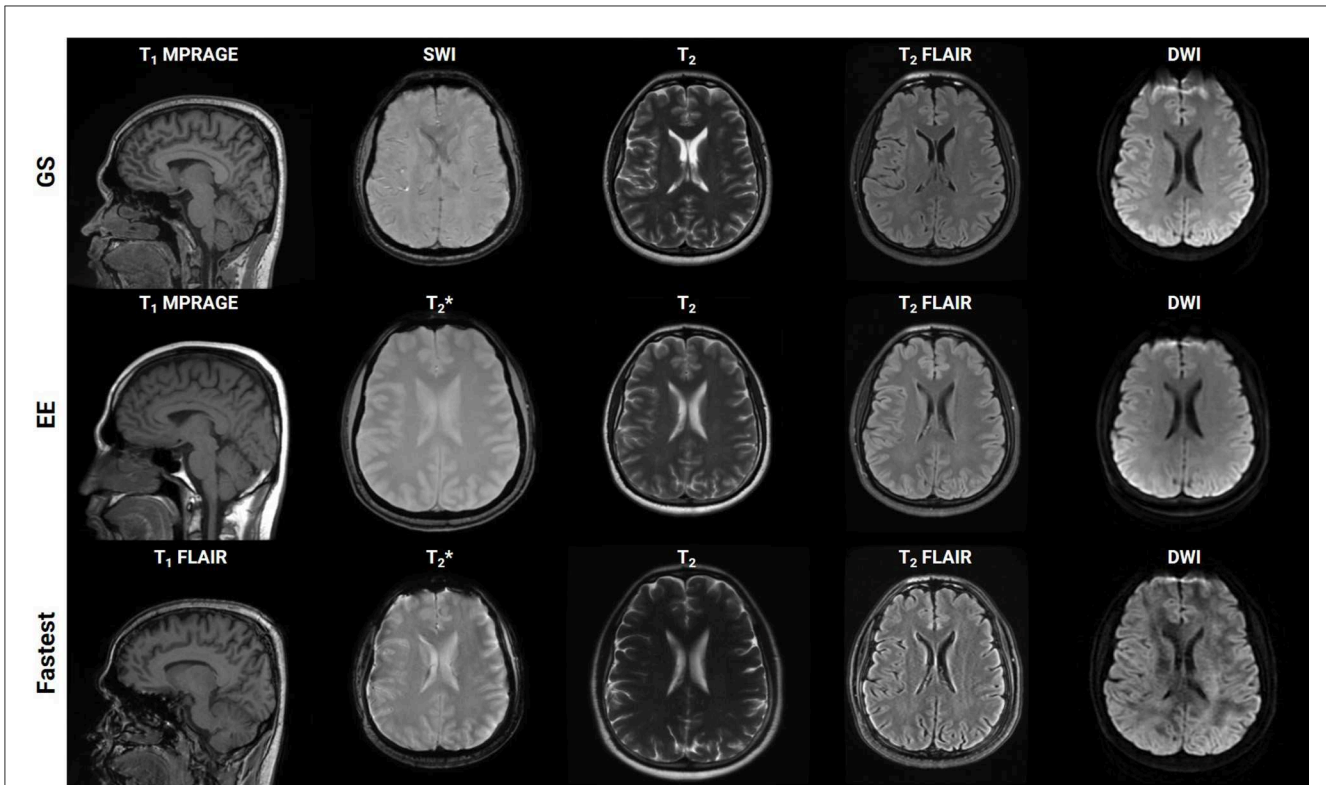 T₁ MPRAGE SWI T₂ T₂ FLAIR DWI
GS
T₁ MPRAGE T₂* T₂ T₂ FLAIR DWI
EE
T₁ FLAIR T₂* T₂ T₂ FLAIR DWI
Fastest